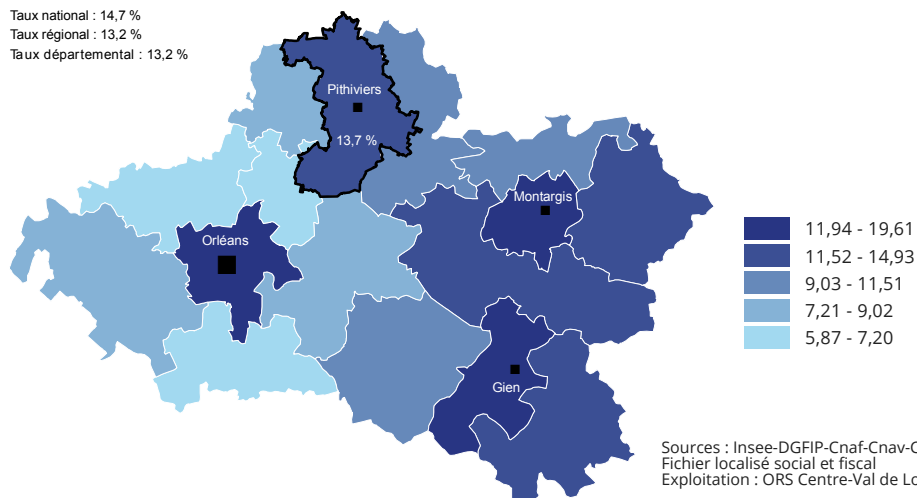 Taux national : 14,7 %
Taux régional : 13,2 %
Taux départemental : 13,2 %
Pithiviers
13,7 %
Montargis
Orléans
Gien
11,94 - 19,61
11,52 - 14,93
9,03 - 11,51
7,21 - 9,02
5,87 - 7,20
Sources : Insee-DGFIP-Cnaf-Cnav-
Fichier localisé social et fiscal
Exploitation : ORS Centre-Val de